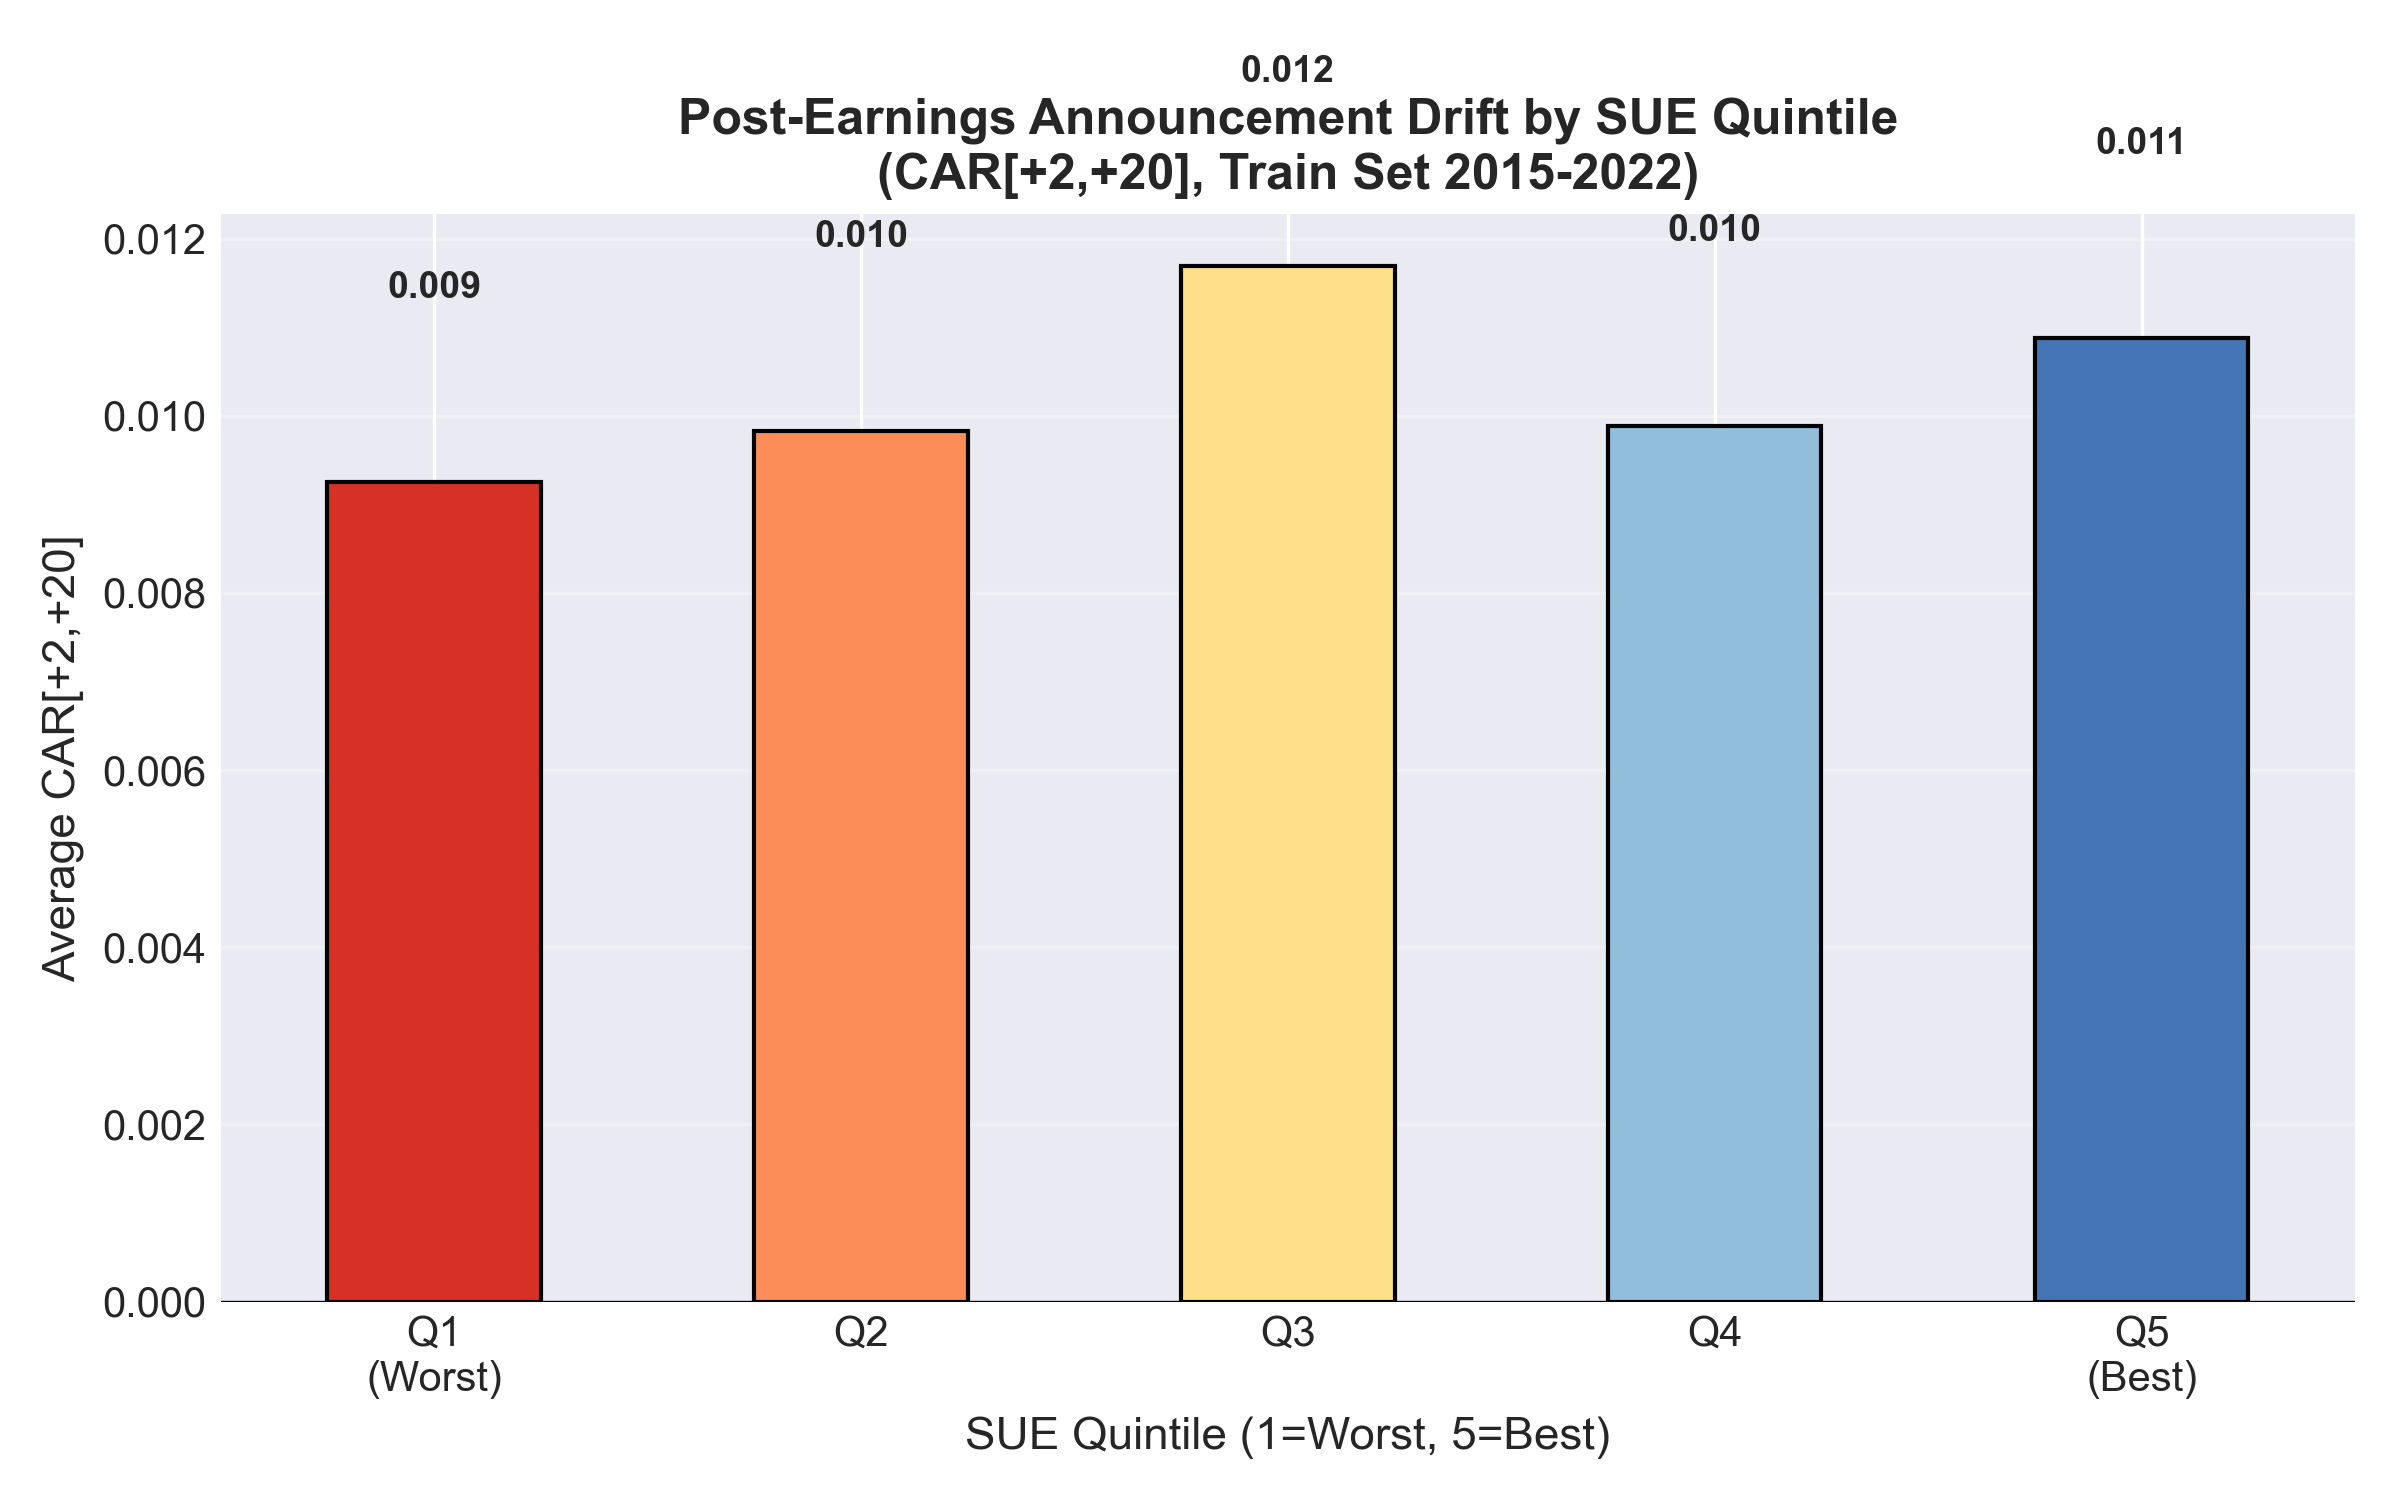 0.012
Post-Earnings Announcement Drift by SUE Quintile
(CAR[+2,+20], Train Set 2015-2022)
0.011
0.010
0.010
0.009
0.012
0.010
0.008
0.006
0.004
0.002
0.000
Average CAR[+2,+20]
Q1
(Worst)
Q2
Q3
Q4
Q5
(Best)
SUE Quintile (1=Worst, 5=Best)